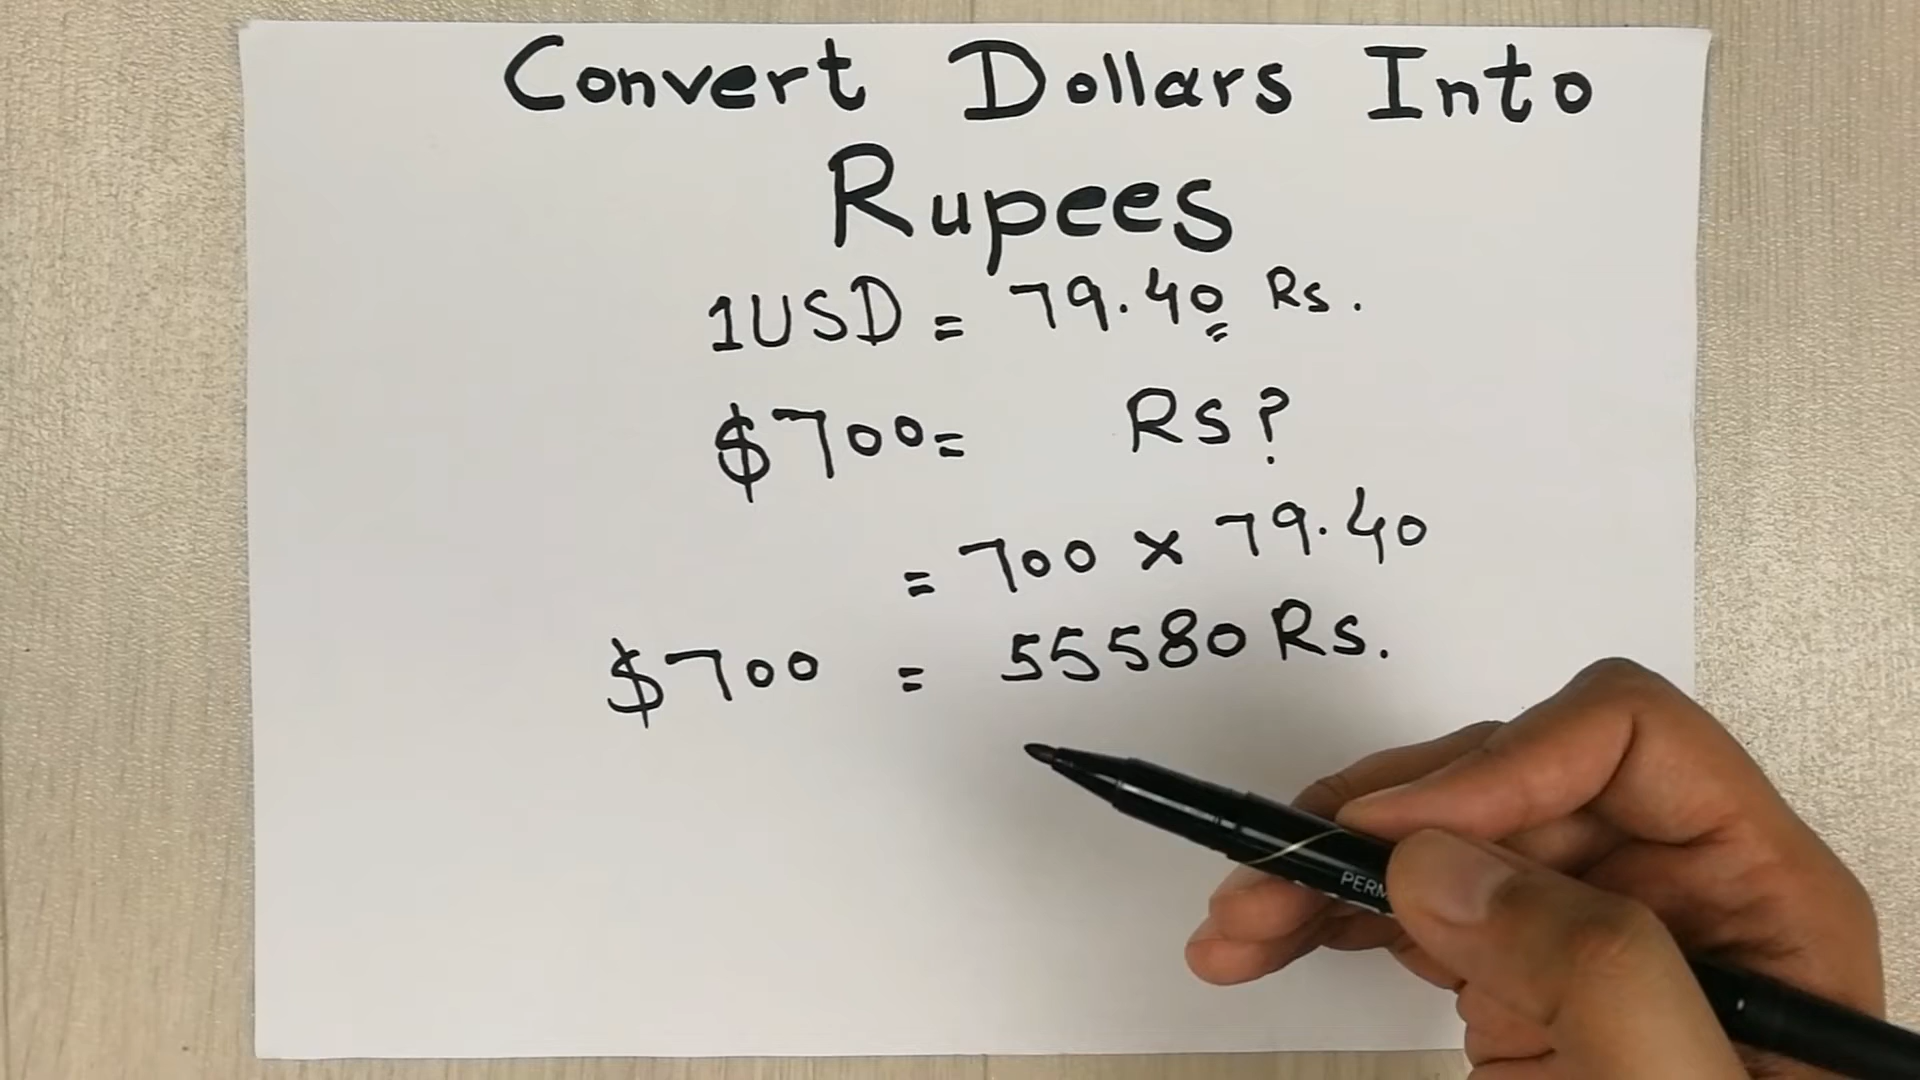 Convert Dollars Into
Rupees
1USD = 79.40 Rs.
$700= Rs?
= 700 × 79.40
$700 = 55580 Rs.
PERM